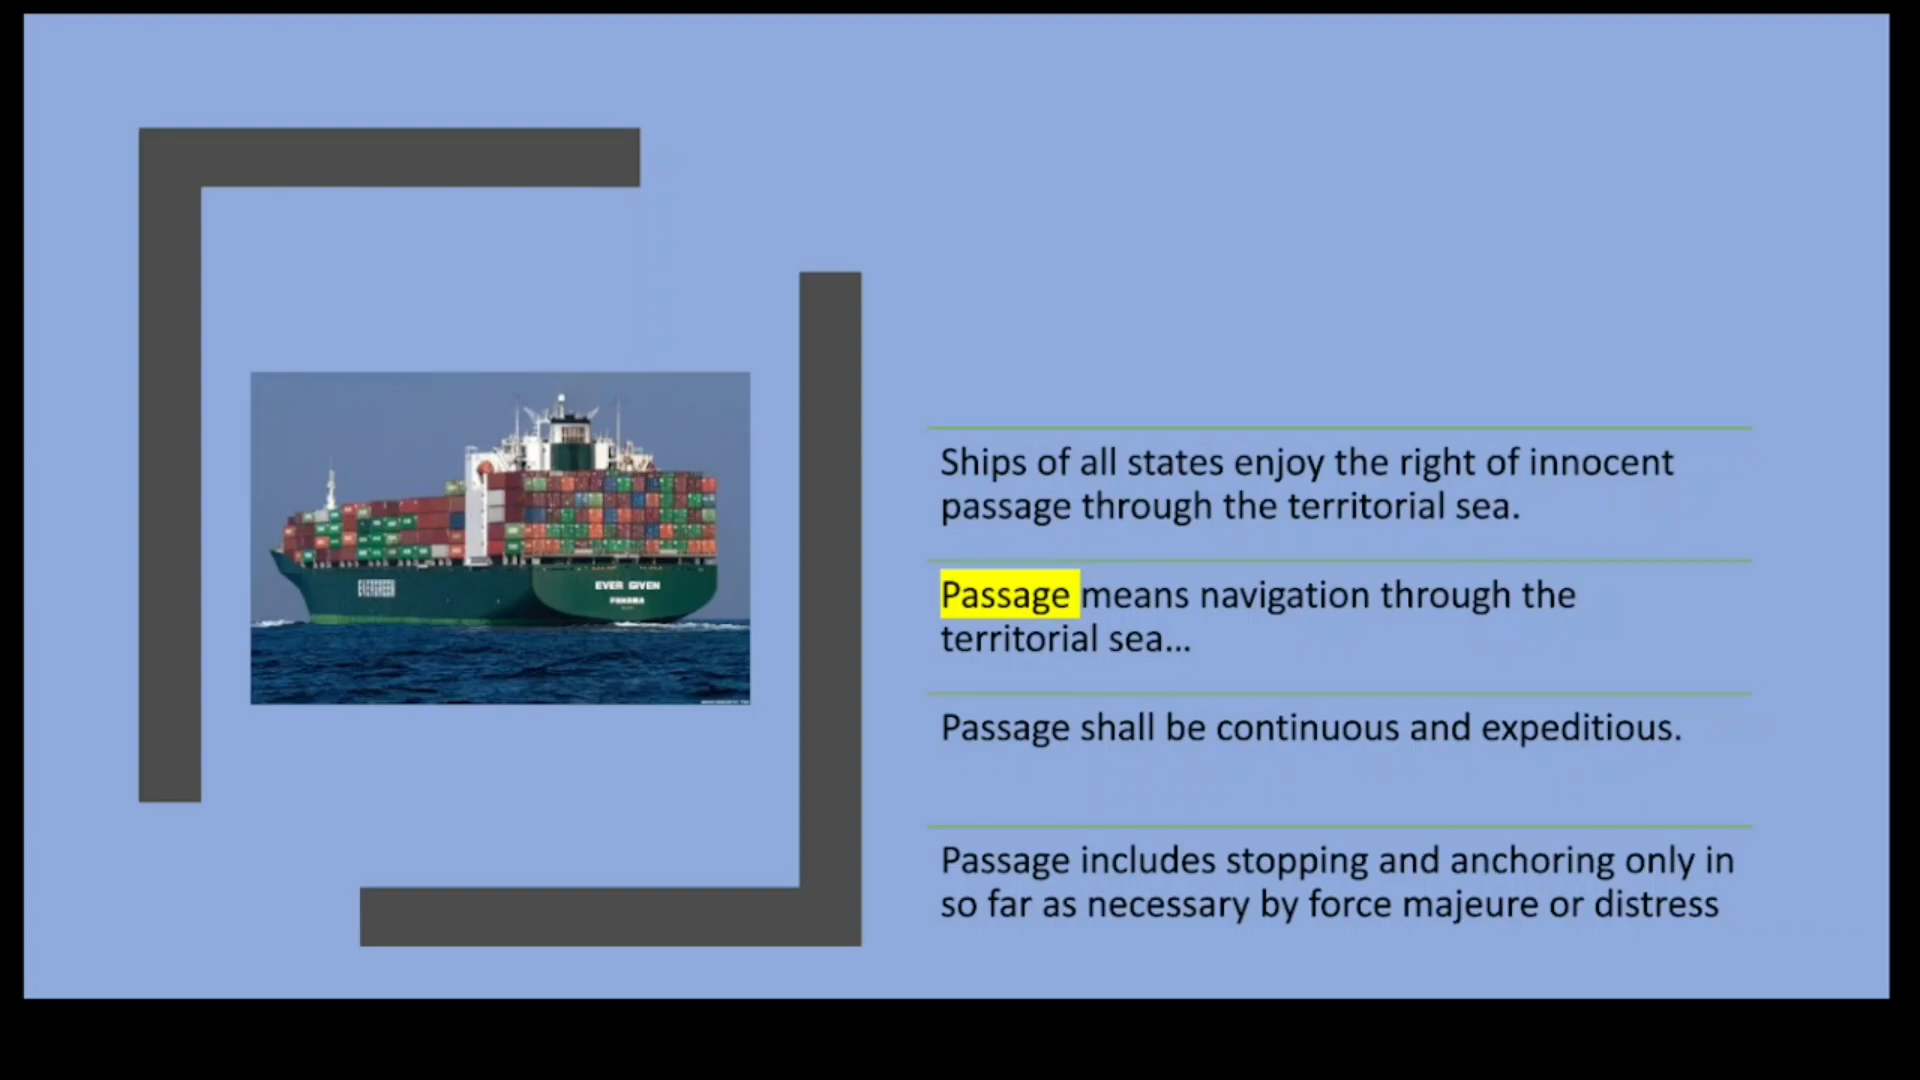 EVERGREEN
EVER GIVEN
PANAMA
Ships of all states enjoy the right of innocent
passage through the territorial sea.
Passage means navigation through the
territorial sea...
Passage shall be continuous and expeditious.
Passage includes stopping and anchoring only in
so far as necessary by force majeure or distress